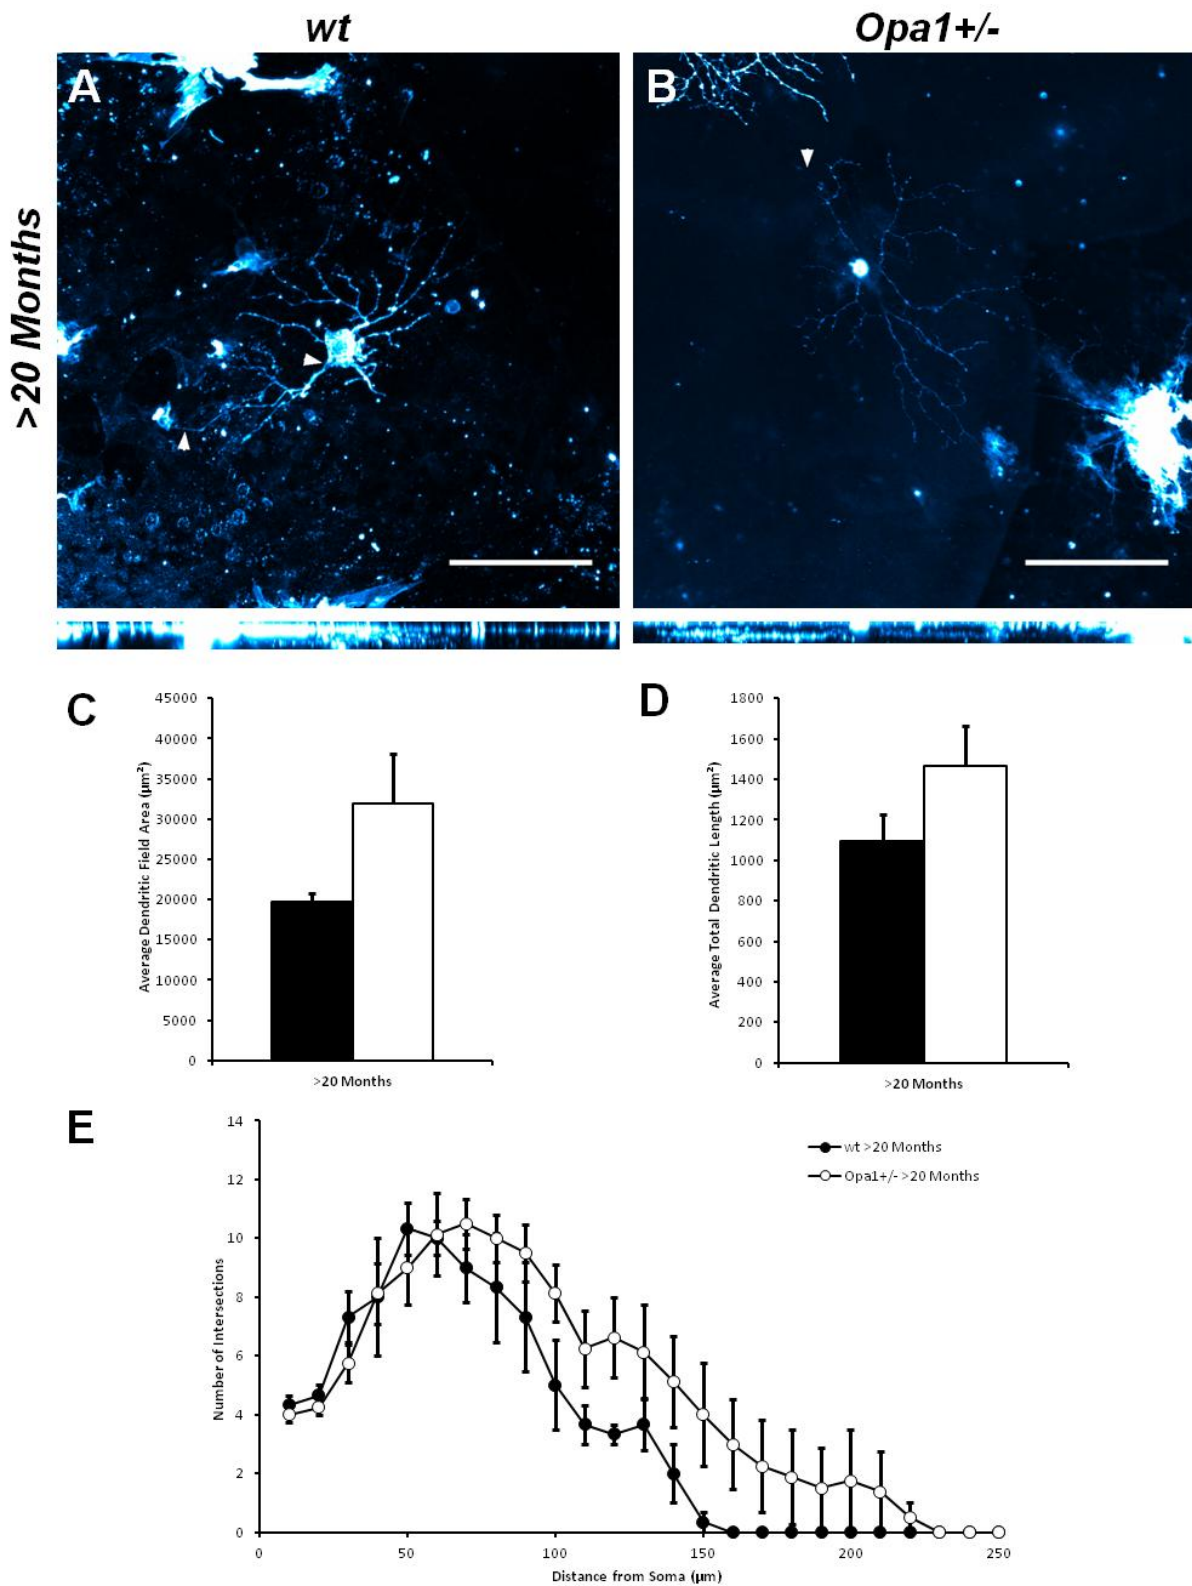 wt
Opa1+/-
>20 Months
A
B
C
45000
40000
35000
30000
25000
20000
15000
10000
5000
0
Average Dendritic Field Area (µm²)
>20 Months
D
1800
1600
1400
1200
1000
800
600
400
200
0
Average Total Dendritic Length (µm²)
>20 Months
E
14
12
10
8
6
4
2
0
Number of Intersections
wt >20 Months
Opa1+/- >20 Months
0
50
100
150
200
250
Distance from Soma (µm)